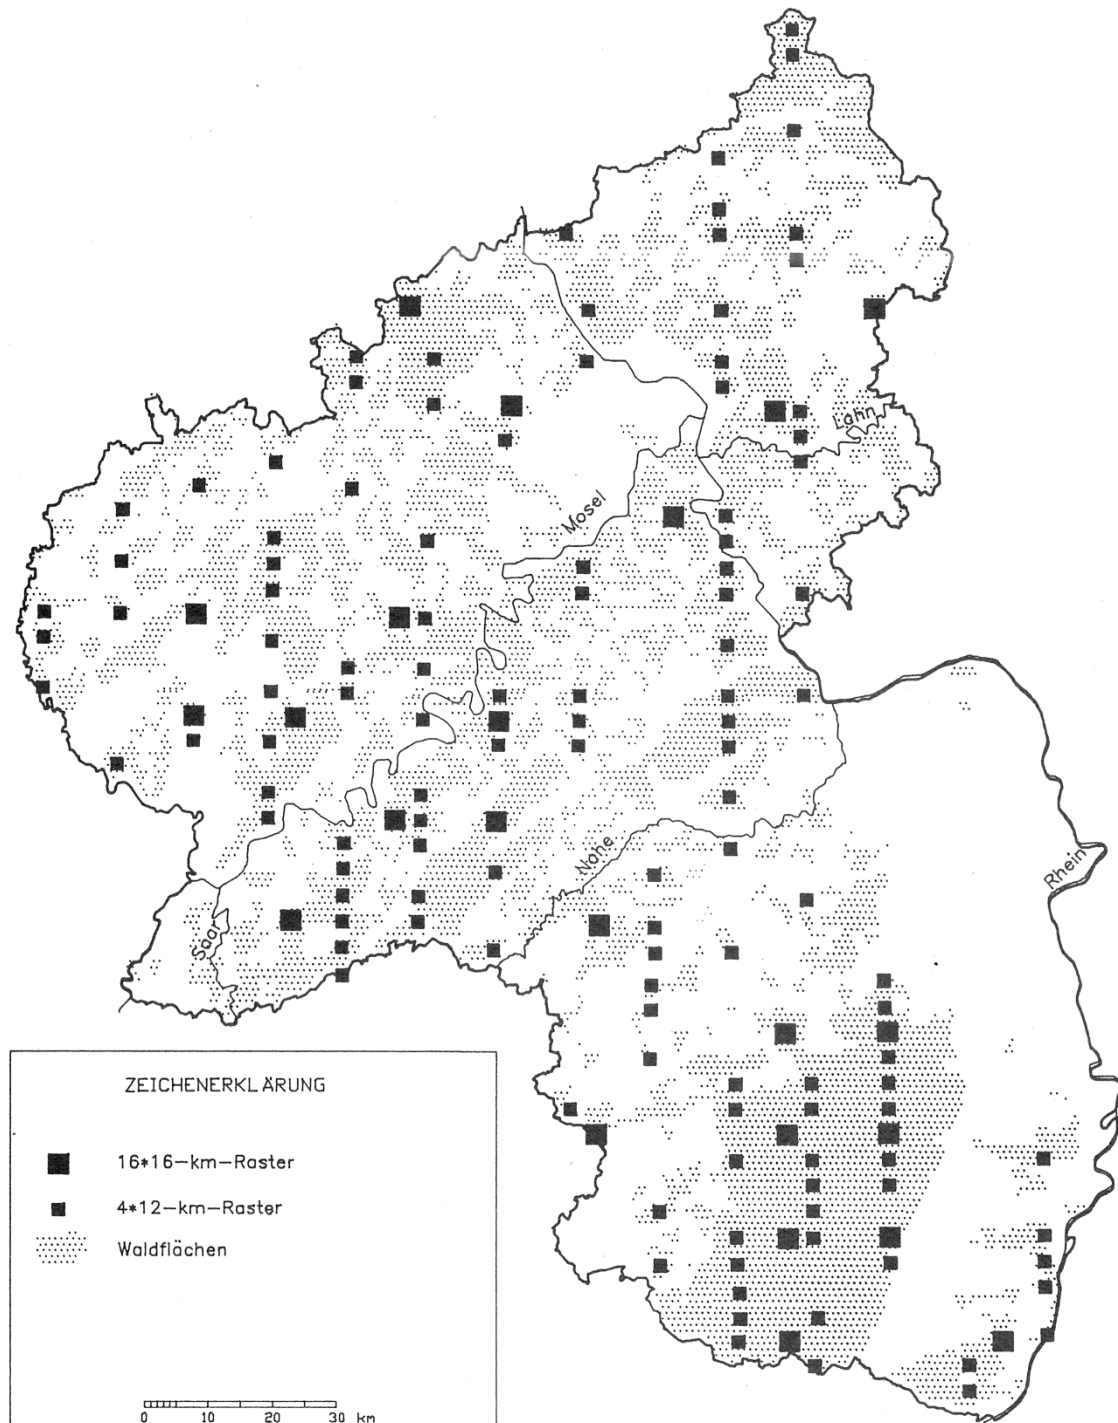 Lahn
Mosel
Nahe
Rhein
Saar
ZEICHENERKLÄRUNG
16*16-km-Raster
4*12-km-Raster
Waldflächen
0 10 20 30 km